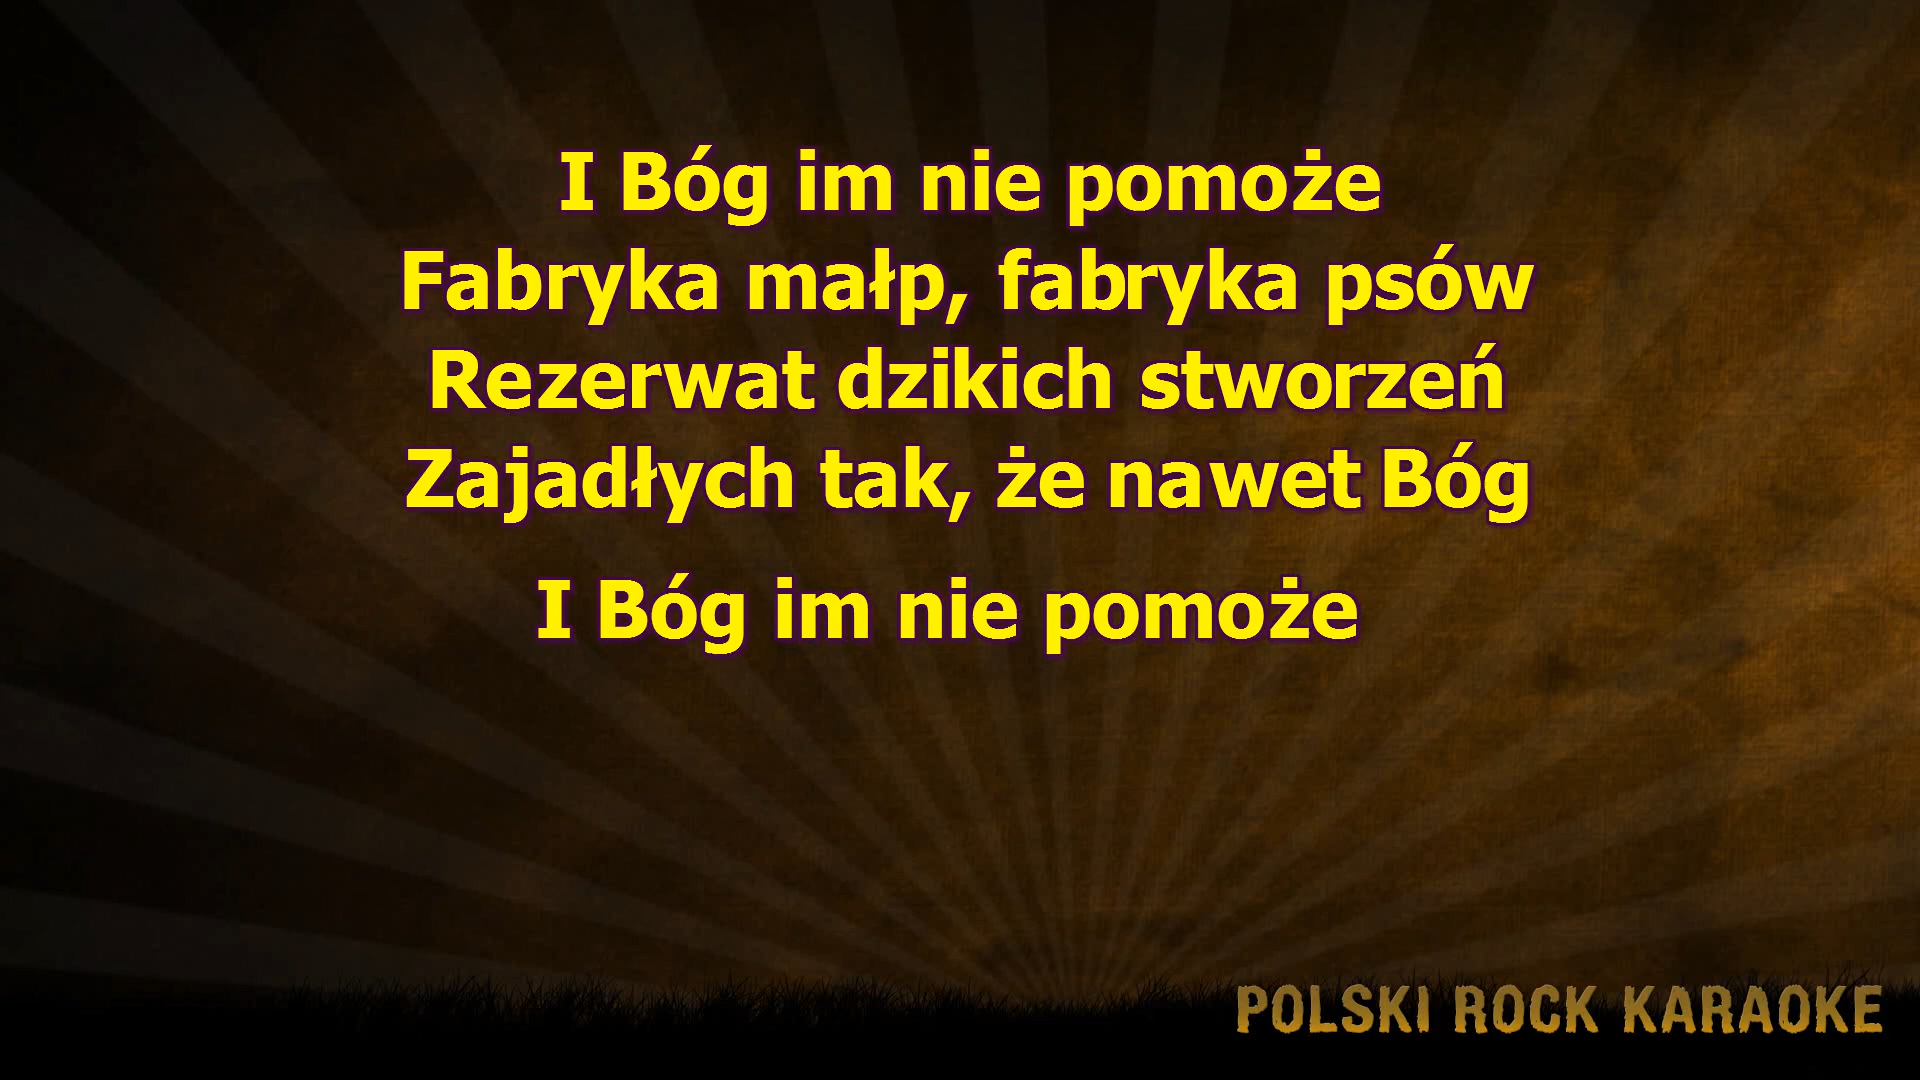 I Bóg im nie pomoże
Fabryka małp, fabryka psów
Rezerwat dzikich stworzeń
Zajadłych tak, że nawet Bóg
I Bóg im nie pomoże
POLSKI ROCK KARAOKE